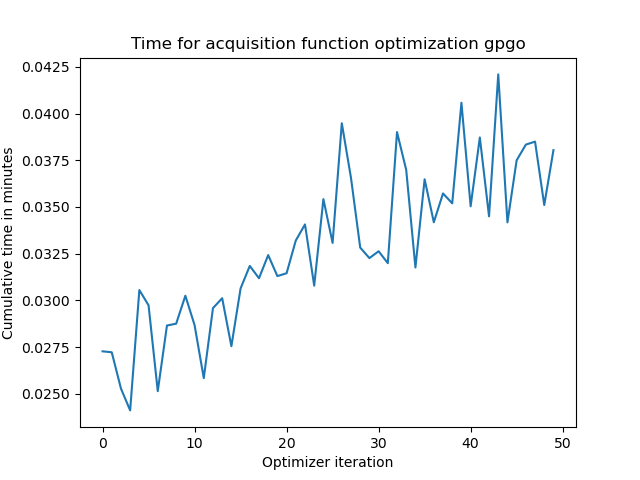 Time for acquisition function optimization gpgo
Cumulative time in minutes
0.0425
0.0400
0.0375
0.0350
0.0325
0.0300
0.0275
0.0250
0 10 20 30 40 50
Optimizer iteration